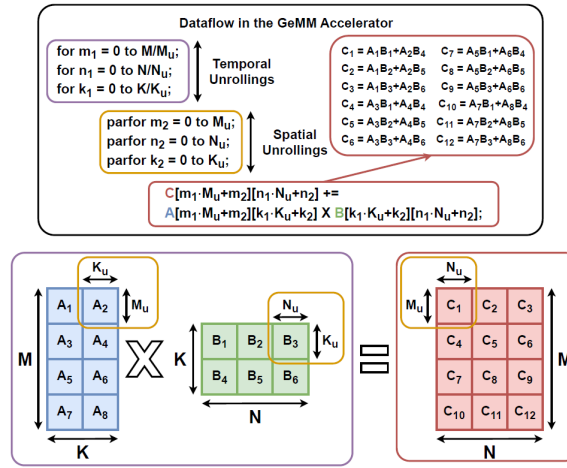 Dataflow in the GeMM Accelerator
for m₁ = 0 to M/Mᵤ;
for n₁ = 0 to N/Nᵤ;
for k₁ = 0 to K/Kᵤ;
Temporal
Unrollings
parfor m₂ = 0 to Mᵤ;
parfor n₂ = 0 to Nᵤ;
parfor k₂ = 0 to Kᵤ;
Spatial
Unrollings
C₁ = A₁B₁+A₂B₄ C₇ = A₅B₁+A₆B₄
C₂ = A₁B₂+A₂B₅ C₈ = A₅B₂+A₆B₅
C₃ = A₁B₃+A₂B₆ C₉ = A₅B₃+A₆B₆
C₄ = A₃B₁+A₄B₄ C₁₀ = A₇B₁+A₈B₄
C₅ = A₃B₂+A₄B₅ C₁₁ = A₇B₂+A₈B₅
C₆ = A₃B₃+A₄B₆ C₁₂ = A₇B₃+A₈B₆
C[m₁·Mᵤ+m₂][n₁·Nᵤ+n₂] +=
A[m₁·Mᵤ+m₂][k₁·Kᵤ+k₂] X B[k₁·Kᵤ+k₂][n₁·Nᵤ+n₂];
Kᵤ
A₁ A₂ Mᵤ
M
A₃ A₄
A₅ A₆
A₇ A₈
K
X
Nᵤ
K
B₁ B₂ B₃ Kᵤ
B₄ B₅ B₆
N
=
Nᵤ
Mᵤ C₁ C₂ C₃
C₄ C₅ C₆
M
C₇ C₈ C₉
C₁₀ C₁₁ C₁₂
N